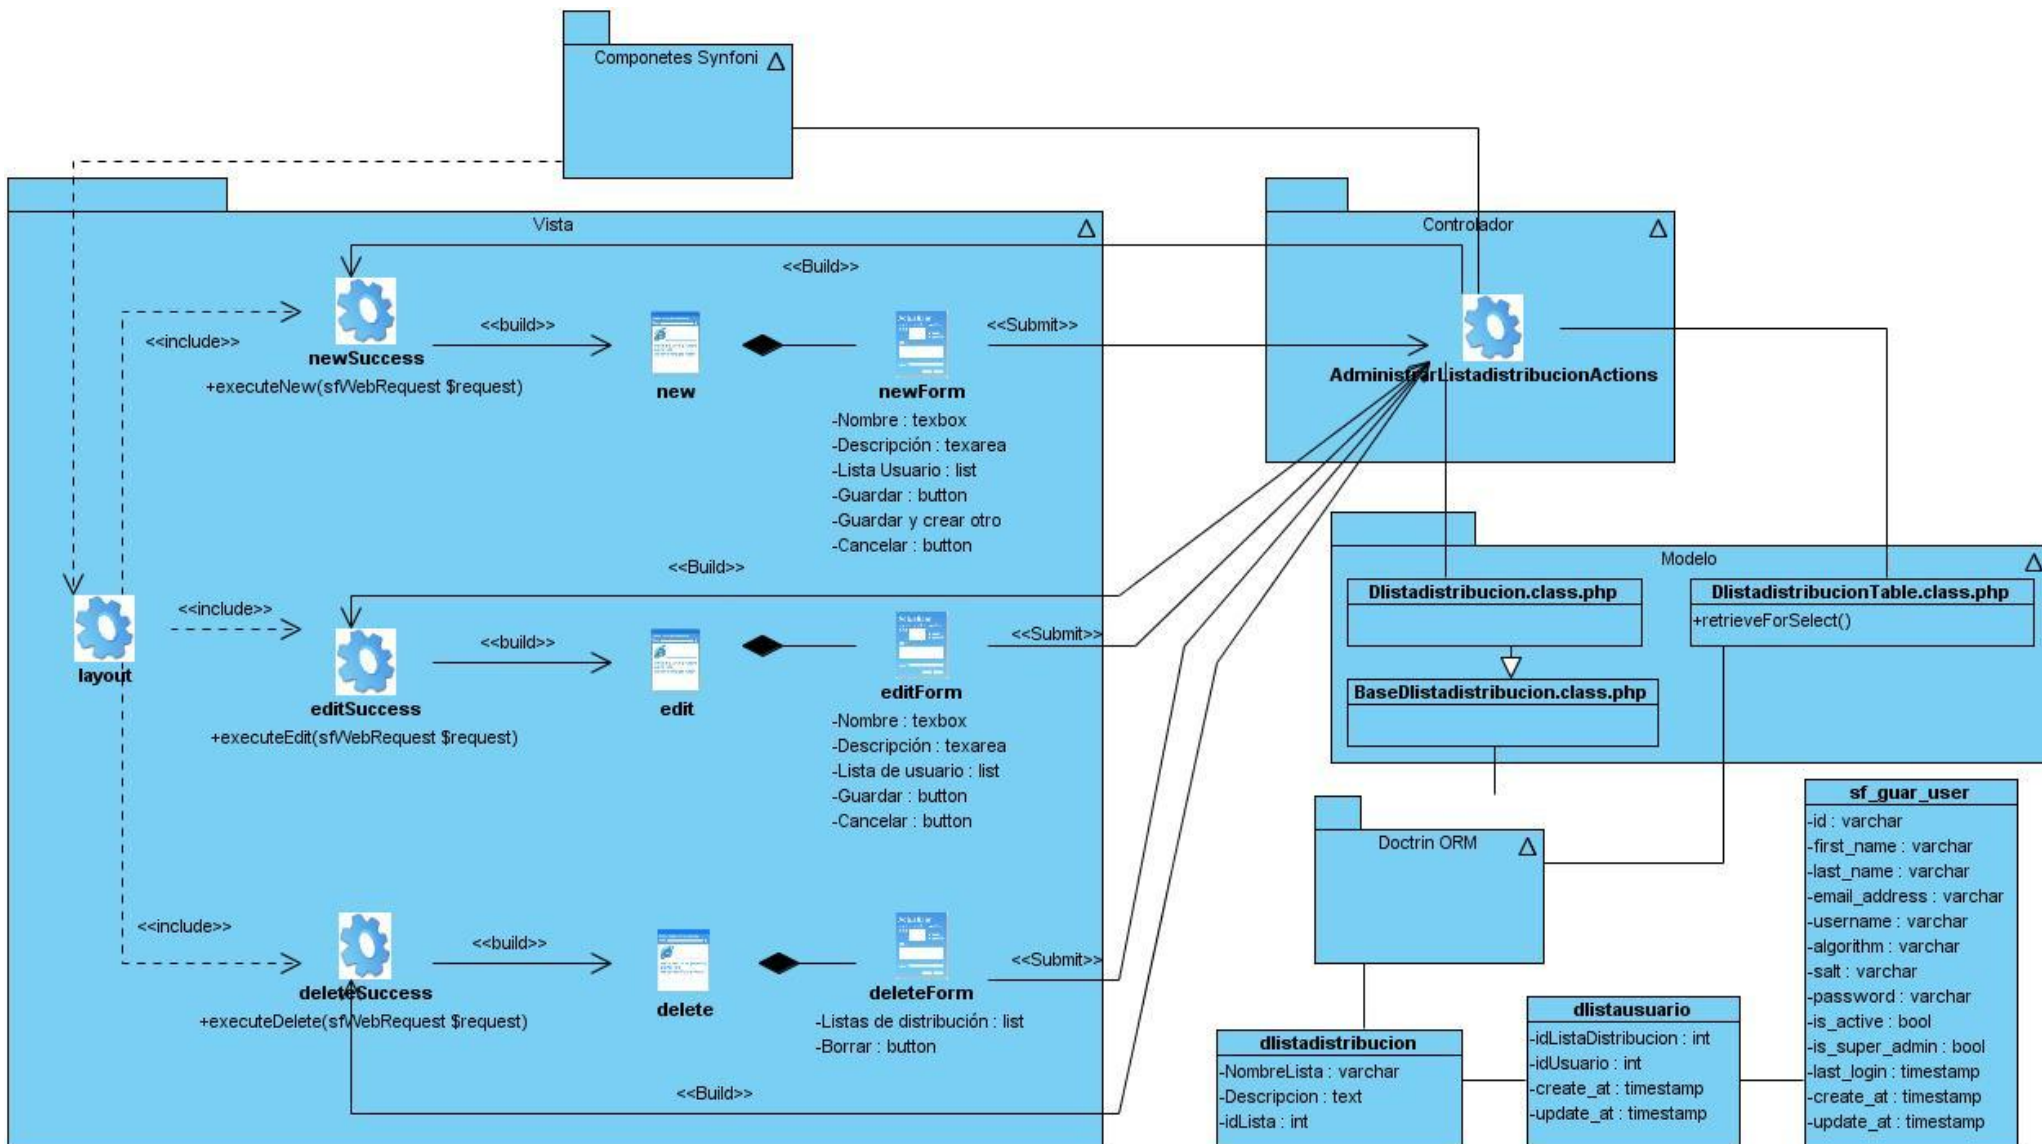 Componetes Synfoni
Vista
<<Build>>
<<include>>
newSuccess
+executeNew(sfWebRequest $request)
<<build>>
new
newForm
-Nombre : texbox
-Descripción : texarea
-Lista Usuario : list
-Guardar : button
-Guardar y crear otro
-Cancelar : button
<<Submit>>
layout
<<include>>
<<Build>>
editSuccess
+executeEdit(sfWebRequest $request)
<<build>>
edit
editForm
-Nombre : texbox
-Descripción : texarea
-Lista de usuario : list
-Guardar : button
-Cancelar : button
<<Submit>>
<<include>>
deleteSuccess
+executeDelete(sfWebRequest $request)
<<build>>
delete
deleteForm
-Listas de distribución : list
-Borrar : button
<<Submit>>
<<Build>>
Controlador
AdministrarListadistribucionActions
Modelo
Dlistadistribucion.class.php
DlistadistribucionTable.class.php
+retrieveForSelect()
BaseDlistadistribucion.class.php
Doctrin ORM
dlistadistribucion
-NombreLista : varchar
-Descripcion : text
-idLista : int
dlistausuario
-idListaDistribucion : int
-idUsuario : int
-create_at : timestamp
-update_at : timestamp
sf_guar_user
-id : varchar
-first_name : varchar
-last_name : varchar
-email_address : varchar
-username : varchar
-algorithm : varchar
-salt : varchar
-password : varchar
-is_active : bool
-is_super_admin : bool
-last_login : timestamp
-create_at : timestamp
-update_at : timestamp